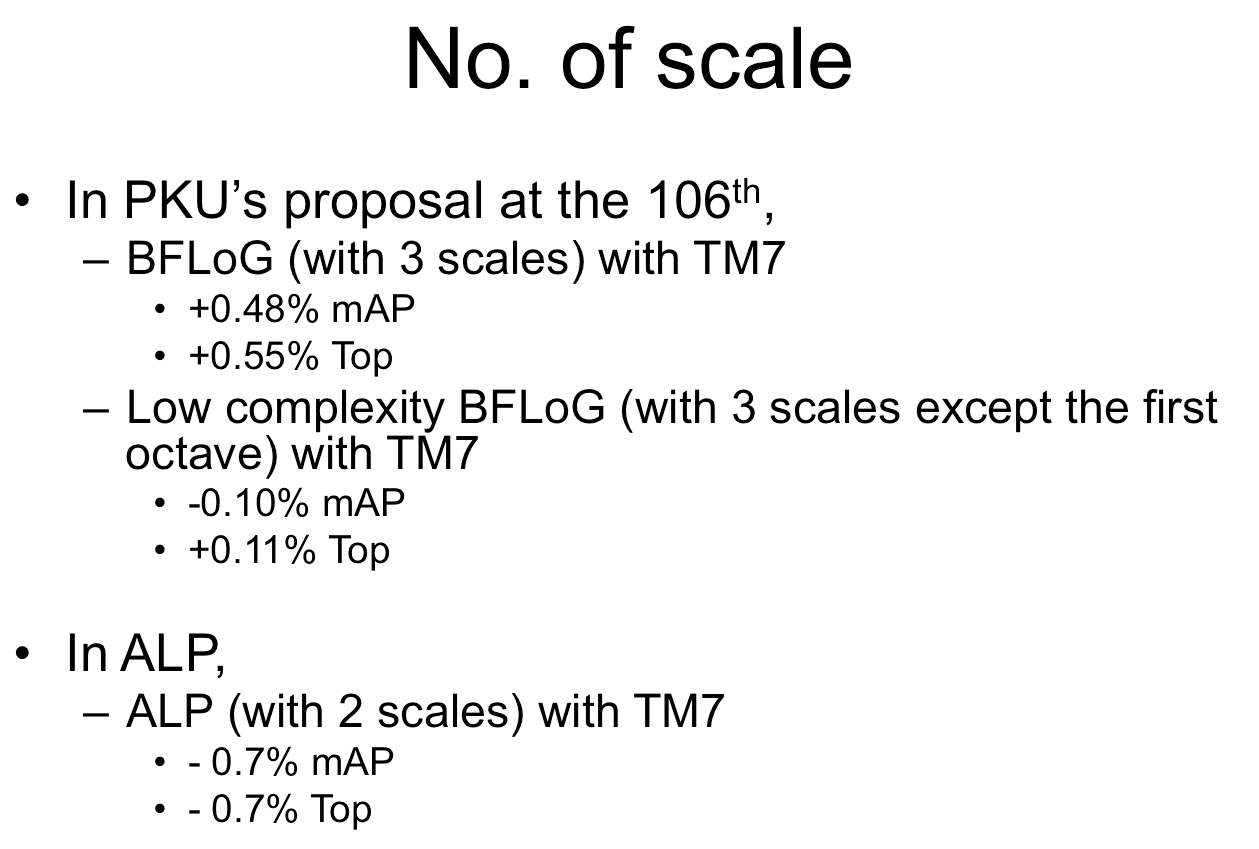 No. of scale
• In PKU’s proposal at the 106th,
– BFLoG (with 3 scales) with TM7
• +0.48% mAP
• +0.55% Top
– Low complexity BFLoG (with 3 scales except the first
octave) with TM7
• -0.10% mAP
• +0.11% Top
• In ALP,
– ALP (with 2 scales) with TM7
• - 0.7% mAP
• - 0.7% Top